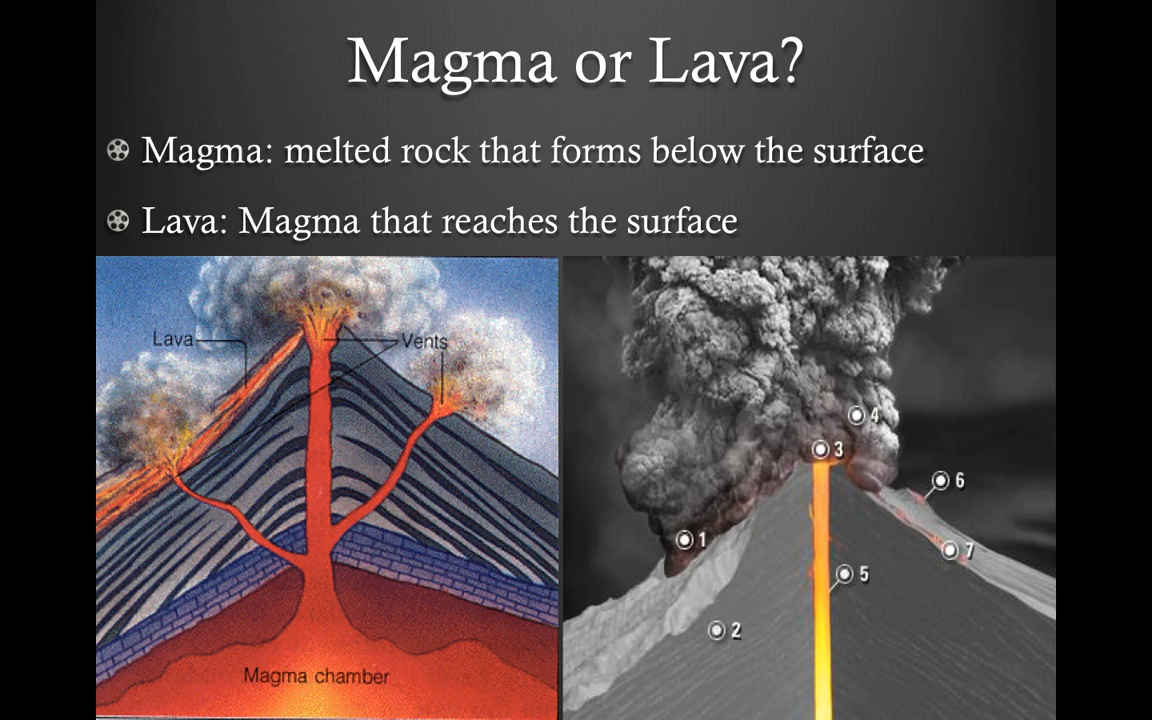 Magma or Lava?
Magma: melted rock that forms below the surface
Lava: Magma that reaches the surface
Lava
Vents
Magma chamber
4
3
6
1
7
5
2